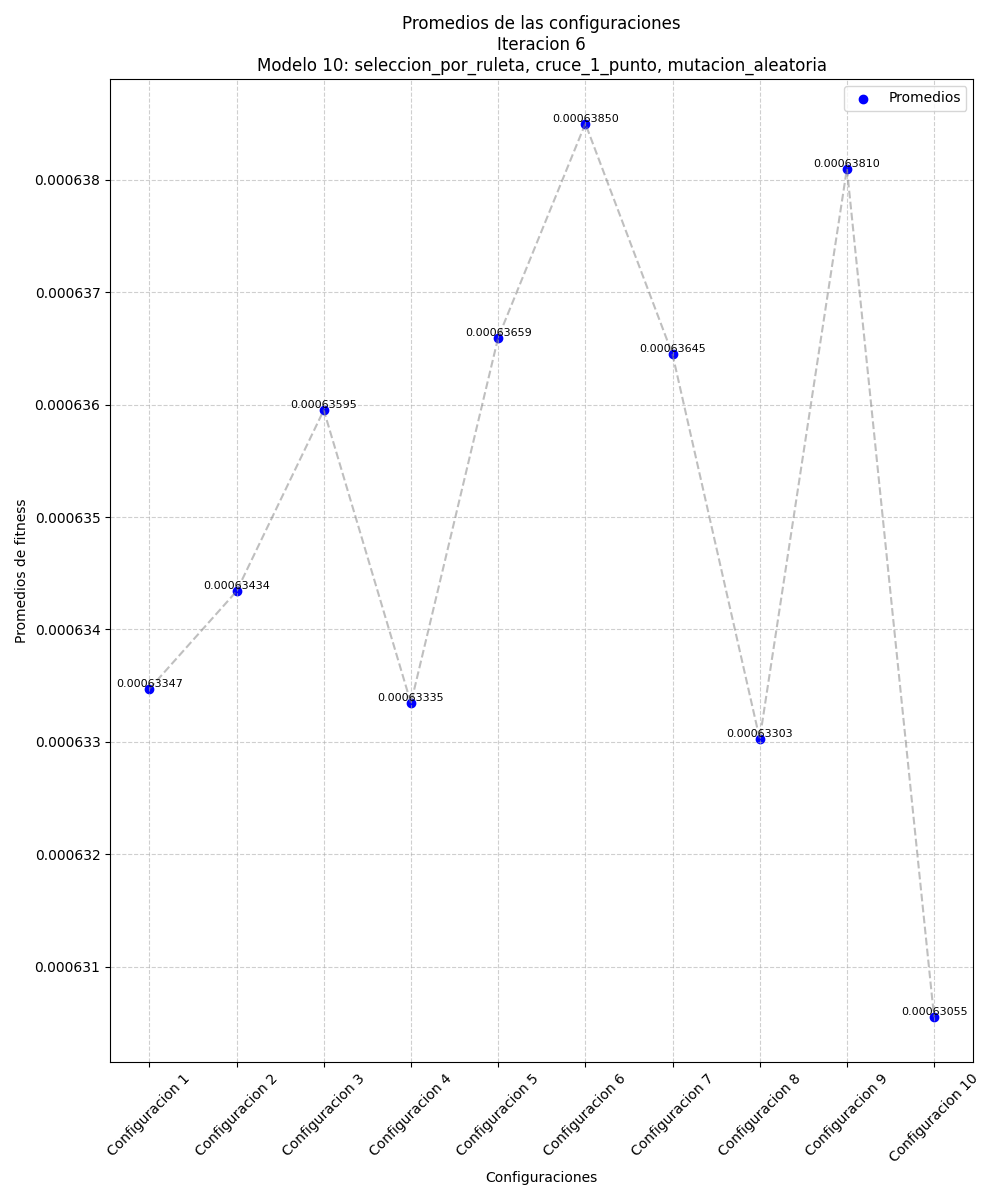 Promedios de las configuraciones
Iteracion 6
Modelo 10: seleccion_por_ruleta, cruce_1_punto, mutacion_aleatoria
Promedios
0.00063850
0.00063810
0.000638
0.000637
0.00063659
0.00063645
0.000636
0.00063595
0.000635
0.00063434
0.000634
0.00063347
0.00063335
0.00063303
0.000633
0.000632
0.000631
0.00063055
Promedios de fitness
Configuracion 1
Configuracion 2
Configuracion 3
Configuracion 4
Configuracion 5
Configuracion 6
Configuracion 7
Configuracion 8
Configuracion 9
Configuracion 10
Configuraciones